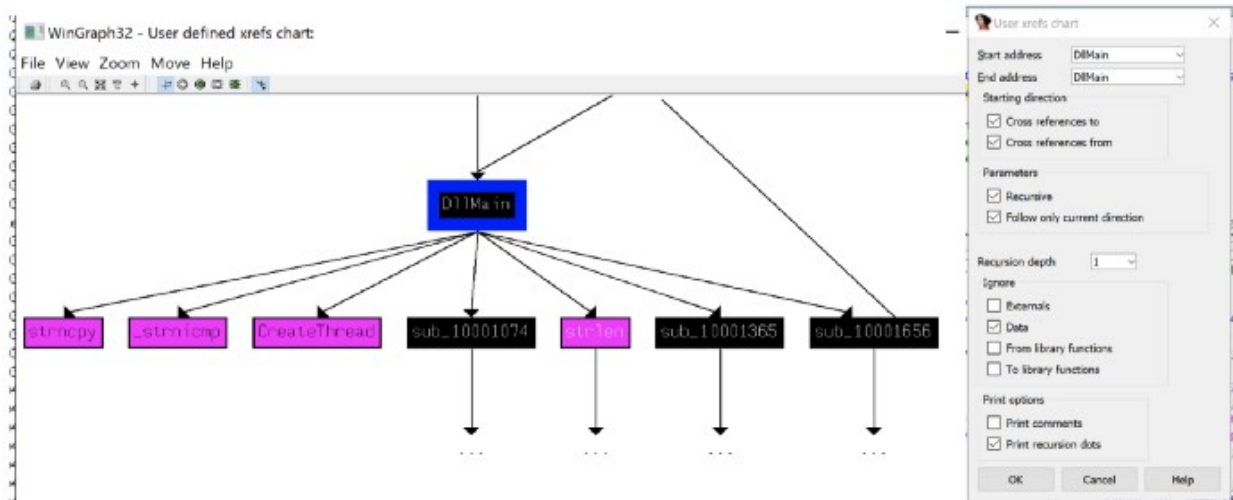 WinGraph32 - User defined xrefs chart:
File View Zoom Move Help
DllMain
strncpy
_strnicmp
CreateThread
sub_10001074
strlen
sub_10001365
sub_10001656
...
...
...
...
User xrefs chart
Start address DllMain
End address DllMain
Starting direction
Cross references to
Cross references from
Parameters
Recursive
Follow only current direction
Recursion depth 1
Ignore
Externals
Data
From library functions
To library functions
Print options
Print comments
Print recursion dots
OK Cancel Help